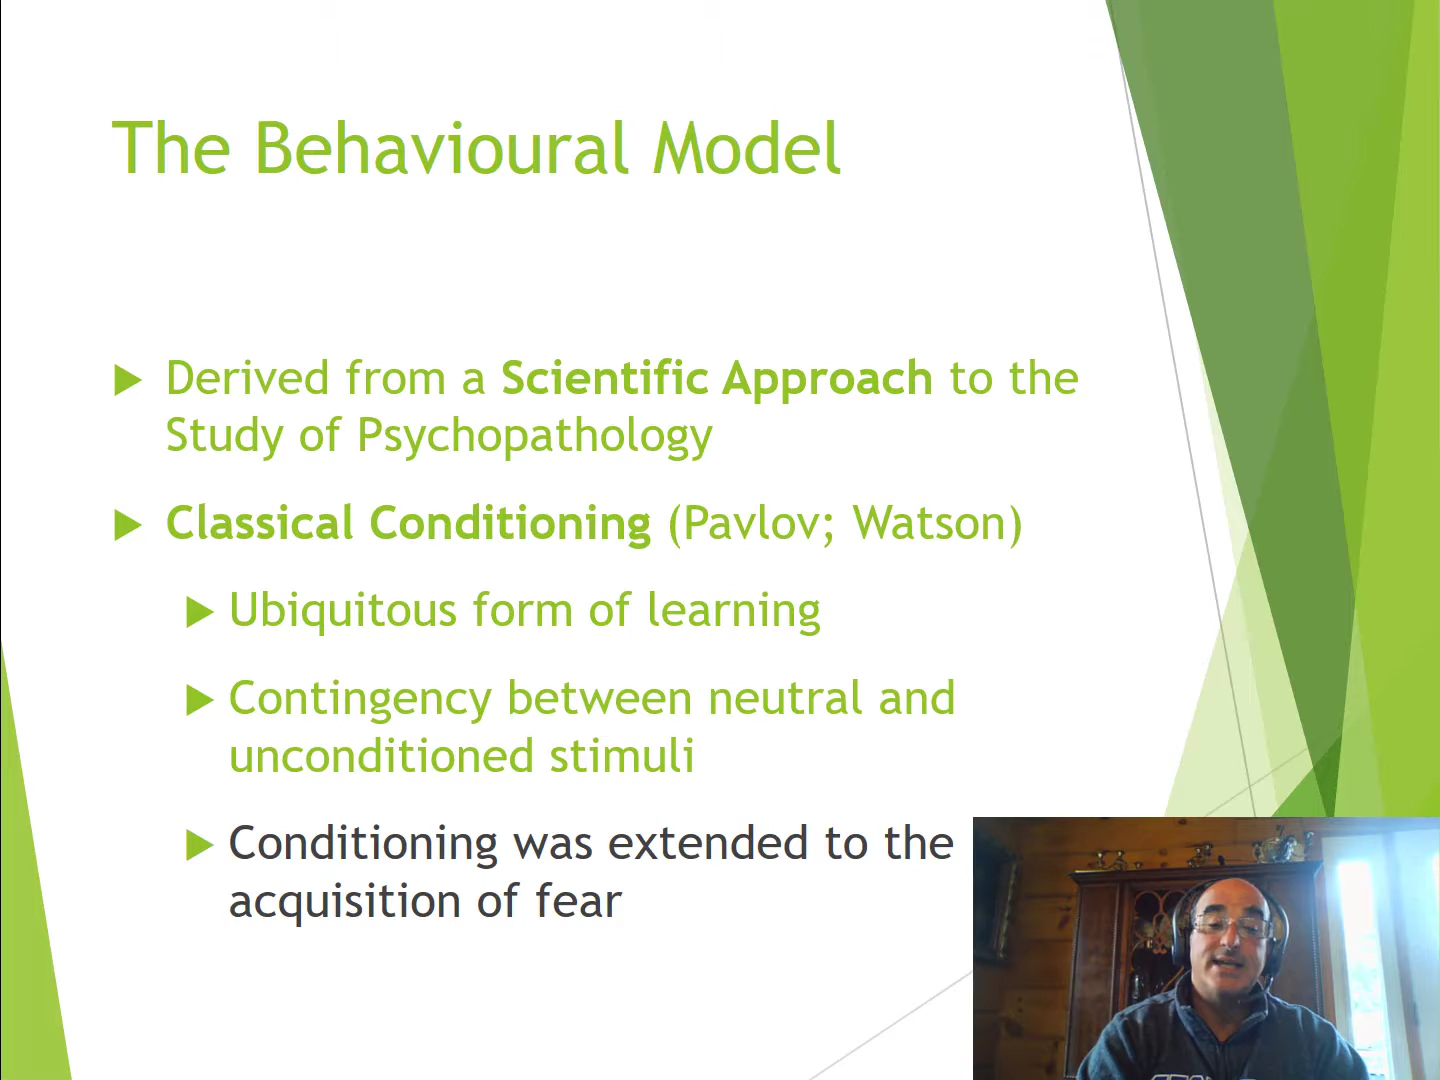 The Behavioural Model
Derived from a Scientific Approach to the
Study of Psychopathology
Classical Conditioning (Pavlov; Watson)
Ubiquitous form of learning
Contingency between neutral and
unconditioned stimuli
Conditioning was extended to the
acquisition of fear